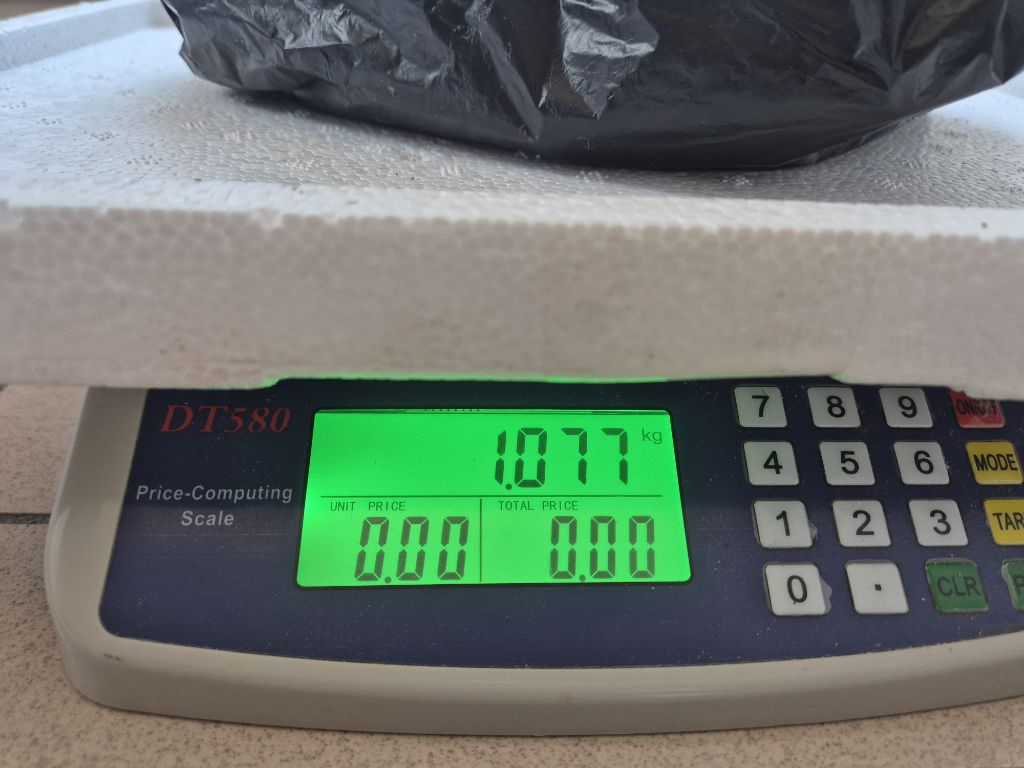 DT580
Price-Computing
Scale
1.077 kg
UNIT PRICE
0.00
TOTAL PRICE
0.00
7 8 9
4 5 6 MODE
1 2 3
0 . CLR